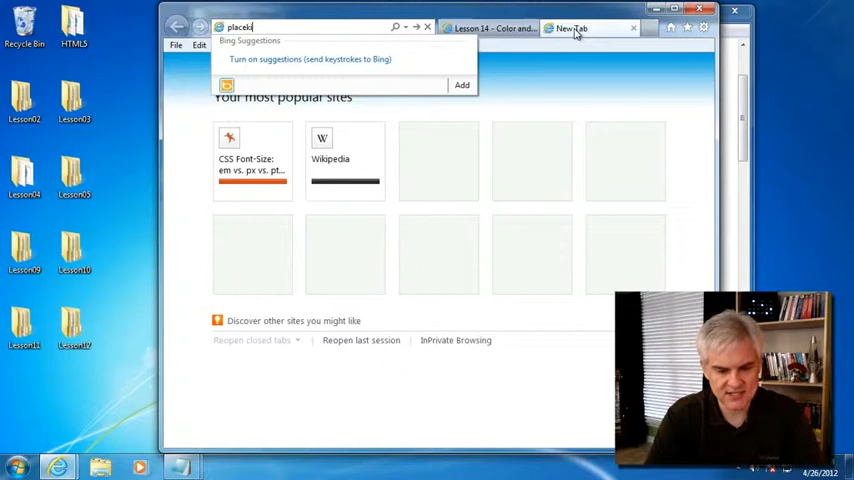 Recycle Bin
HTML5
Lesson02
Lesson03
Lesson04
Lesson05
Lesson09
Lesson10
Lesson11
Lesson12
placeki
Lesson 14 - Color and...
New Tab
File
Edit
Bing Suggestions
Turn on suggestions (send keystrokes to Bing)
Add
Your most popular sites
CSS Font-Size:
em vs. px vs. pt...
W
Wikipedia
Discover other sites you might like
Reopen closed tabs
Reopen last session
InPrivate Browsing
4/26/2012